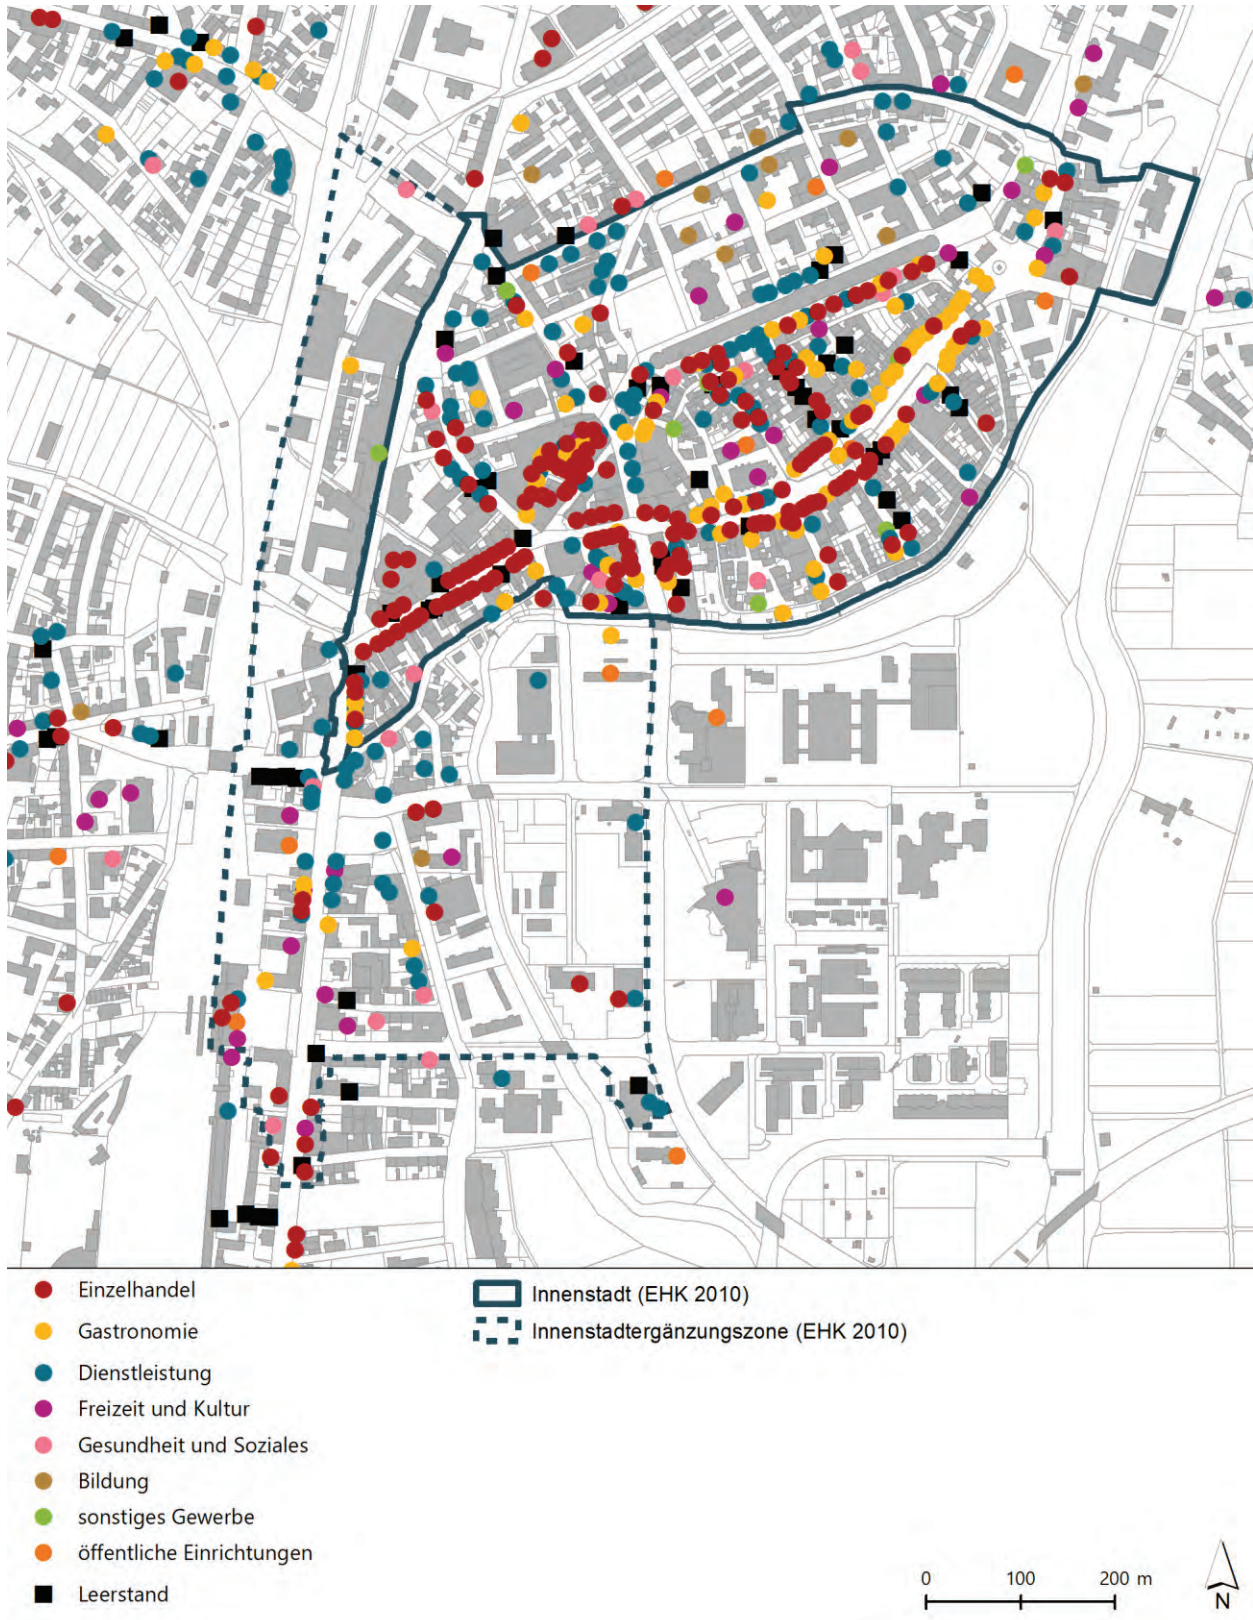 Einzelhandel
Gastronomie
Dienstleistung
Freizeit und Kultur
Gesundheit und Soziales
Bildung
sonstiges Gewerbe
öffentliche Einrichtungen
Leerstand
Innenstadt (EHK 2010)
Innenstadtergänzungszone (EHK 2010)
0 100 200 m
N